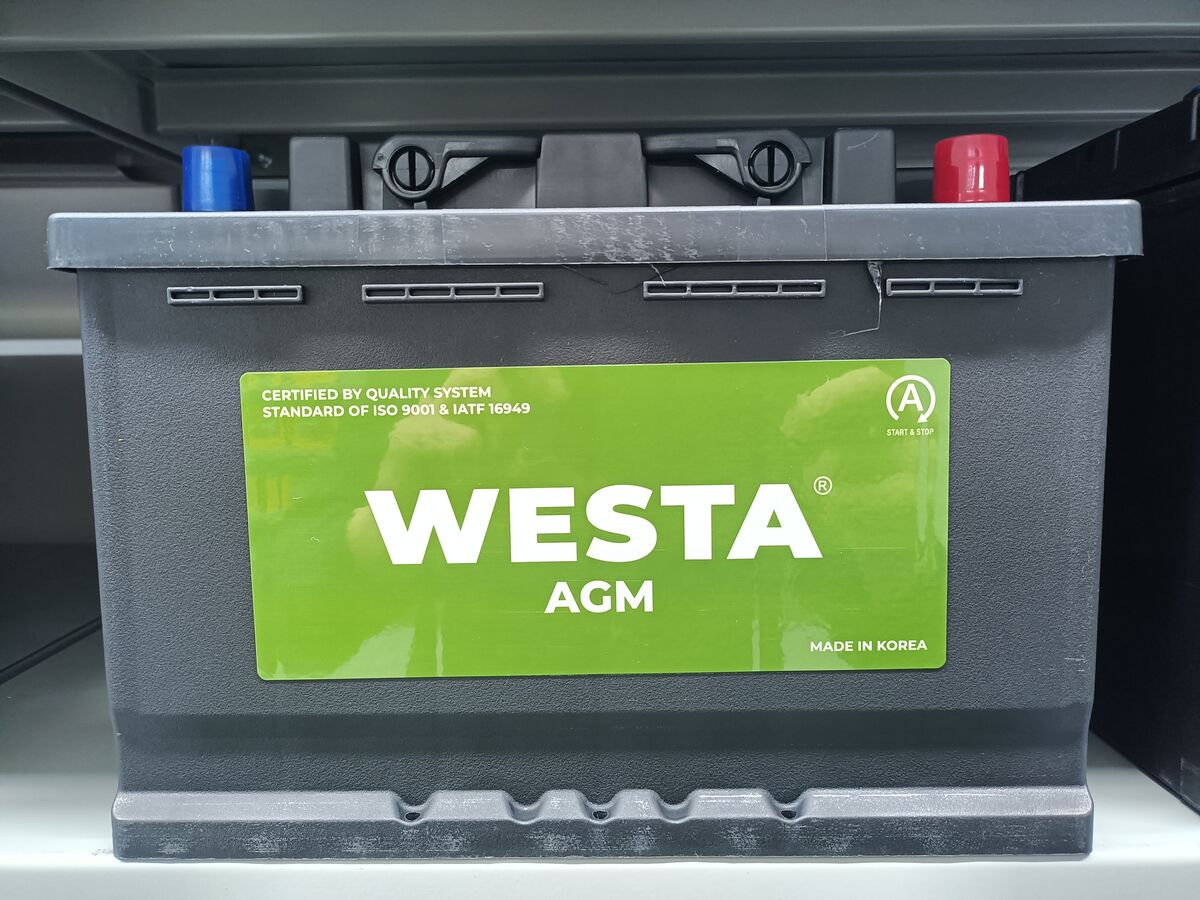 CERTIFIED BY QUALITY SYSTEM
STANDARD OF ISO 9001 & IATF 16949
A
START & STOP
WESTA®
AGM
MADE IN KOREA